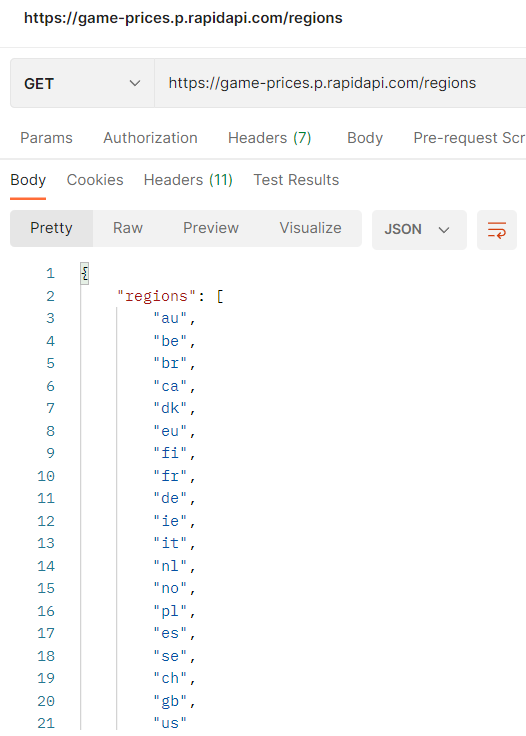 https://game-prices.p.rapidapi.com/regions
GET https://game-prices.p.rapidapi.com/regions
Params Authorization Headers (7) Body Pre-request Scr
Body Cookies Headers (11) Test Results
Pretty Raw Preview Visualize JSON
1 {
2 "regions": [
3 "au",
4 "be",
5 "br",
6 "ca",
7 "dk",
8 "eu",
9 "fi",
10 "fr",
11 "de",
12 "ie",
13 "it",
14 "nl",
15 "no",
16 "pl",
17 "es",
18 "se",
19 "ch",
20 "gb",
21 "us"